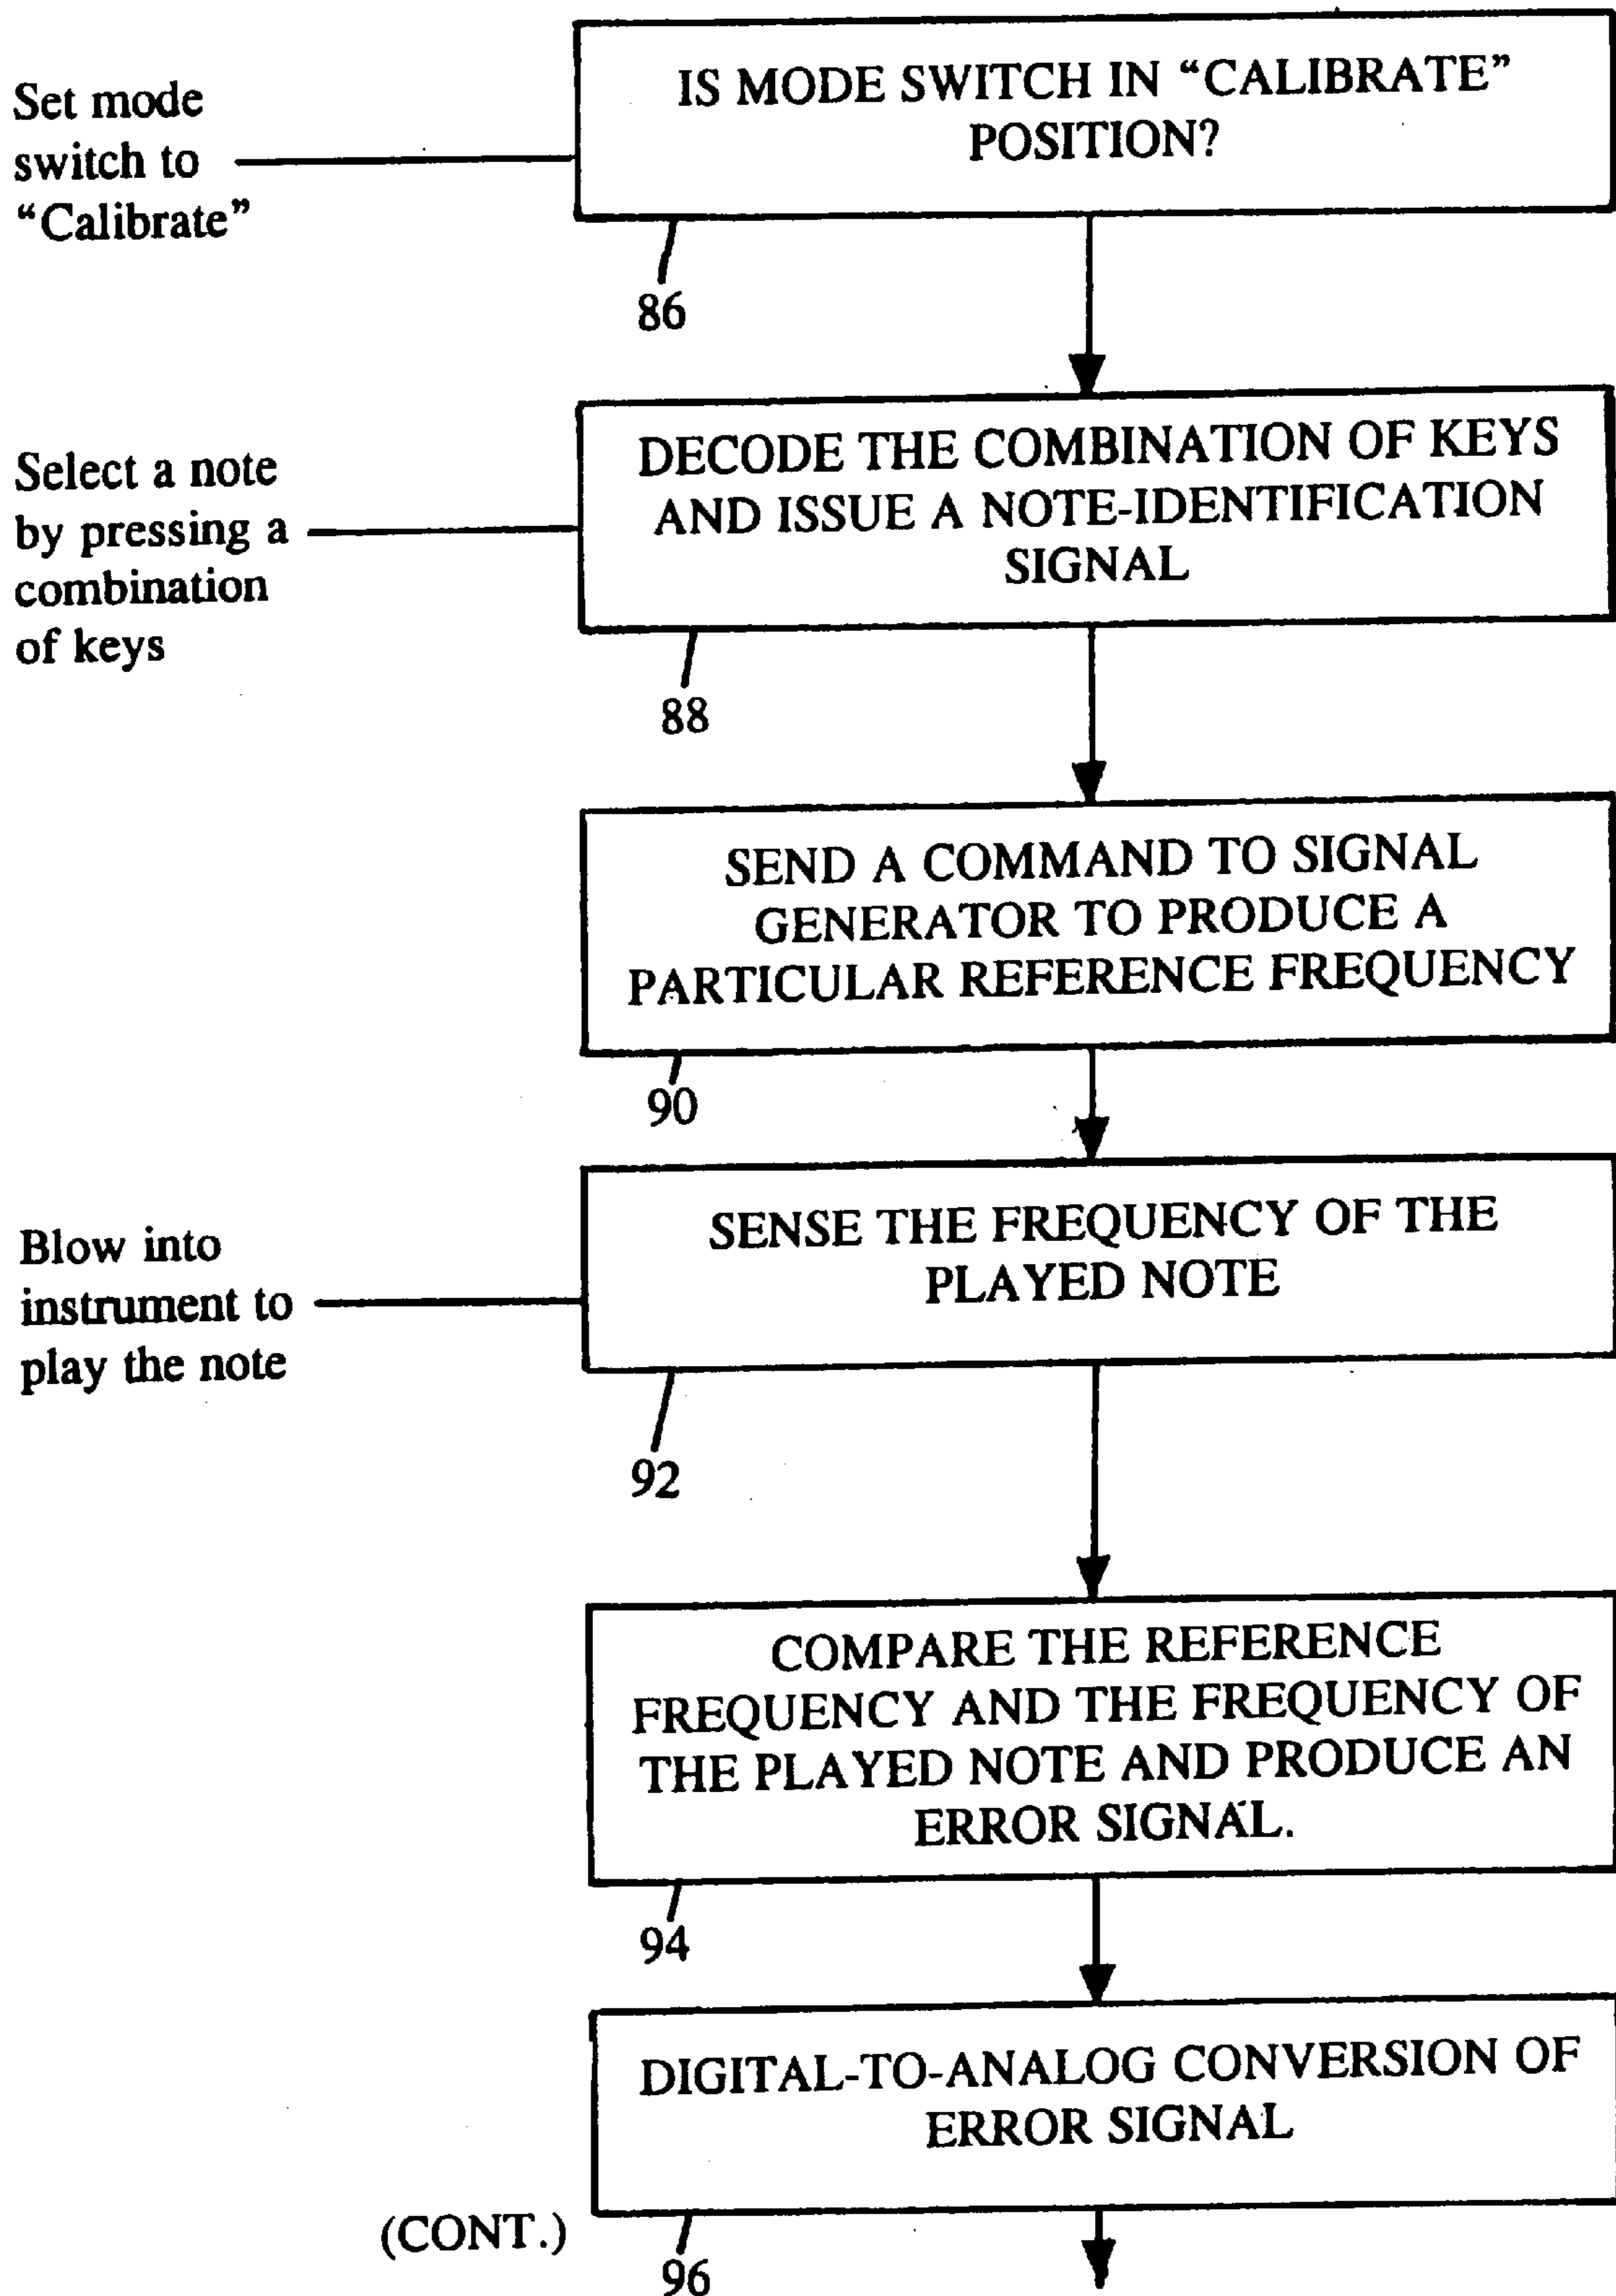 Set mode
switch to
“Calibrate”
IS MODE SWITCH IN “CALIBRATE”
POSITION?
86
Select a note
by pressing a
combination
of keys
DECODE THE COMBINATION OF KEYS
AND ISSUE A NOTE-IDENTIFICATION
SIGNAL
88
SEND A COMMAND TO SIGNAL
GENERATOR TO PRODUCE A
PARTICULAR REFERENCE FREQUENCY
90
Blow into
instrument to
play the note
SENSE THE FREQUENCY OF THE
PLAYED NOTE
92
COMPARE THE REFERENCE
FREQUENCY AND THE FREQUENCY OF
THE PLAYED NOTE AND PRODUCE AN
ERROR SIGNAL.
94
DIGITAL-TO-ANALOG CONVERSION OF
ERROR SIGNAL
(CONT.)
96